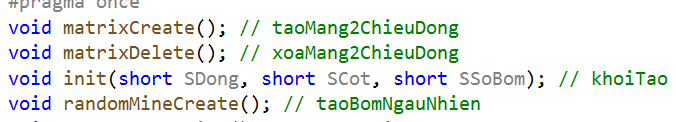 #pragma once
void matrixCreate(); // taoMang2ChieuDong
void matrixDelete(); // xoaMang2ChieuDong
void init(short SDong, short SCot, short SSoBom); // khoiTao
void randomMineCreate(); // taoBomNgauNhien